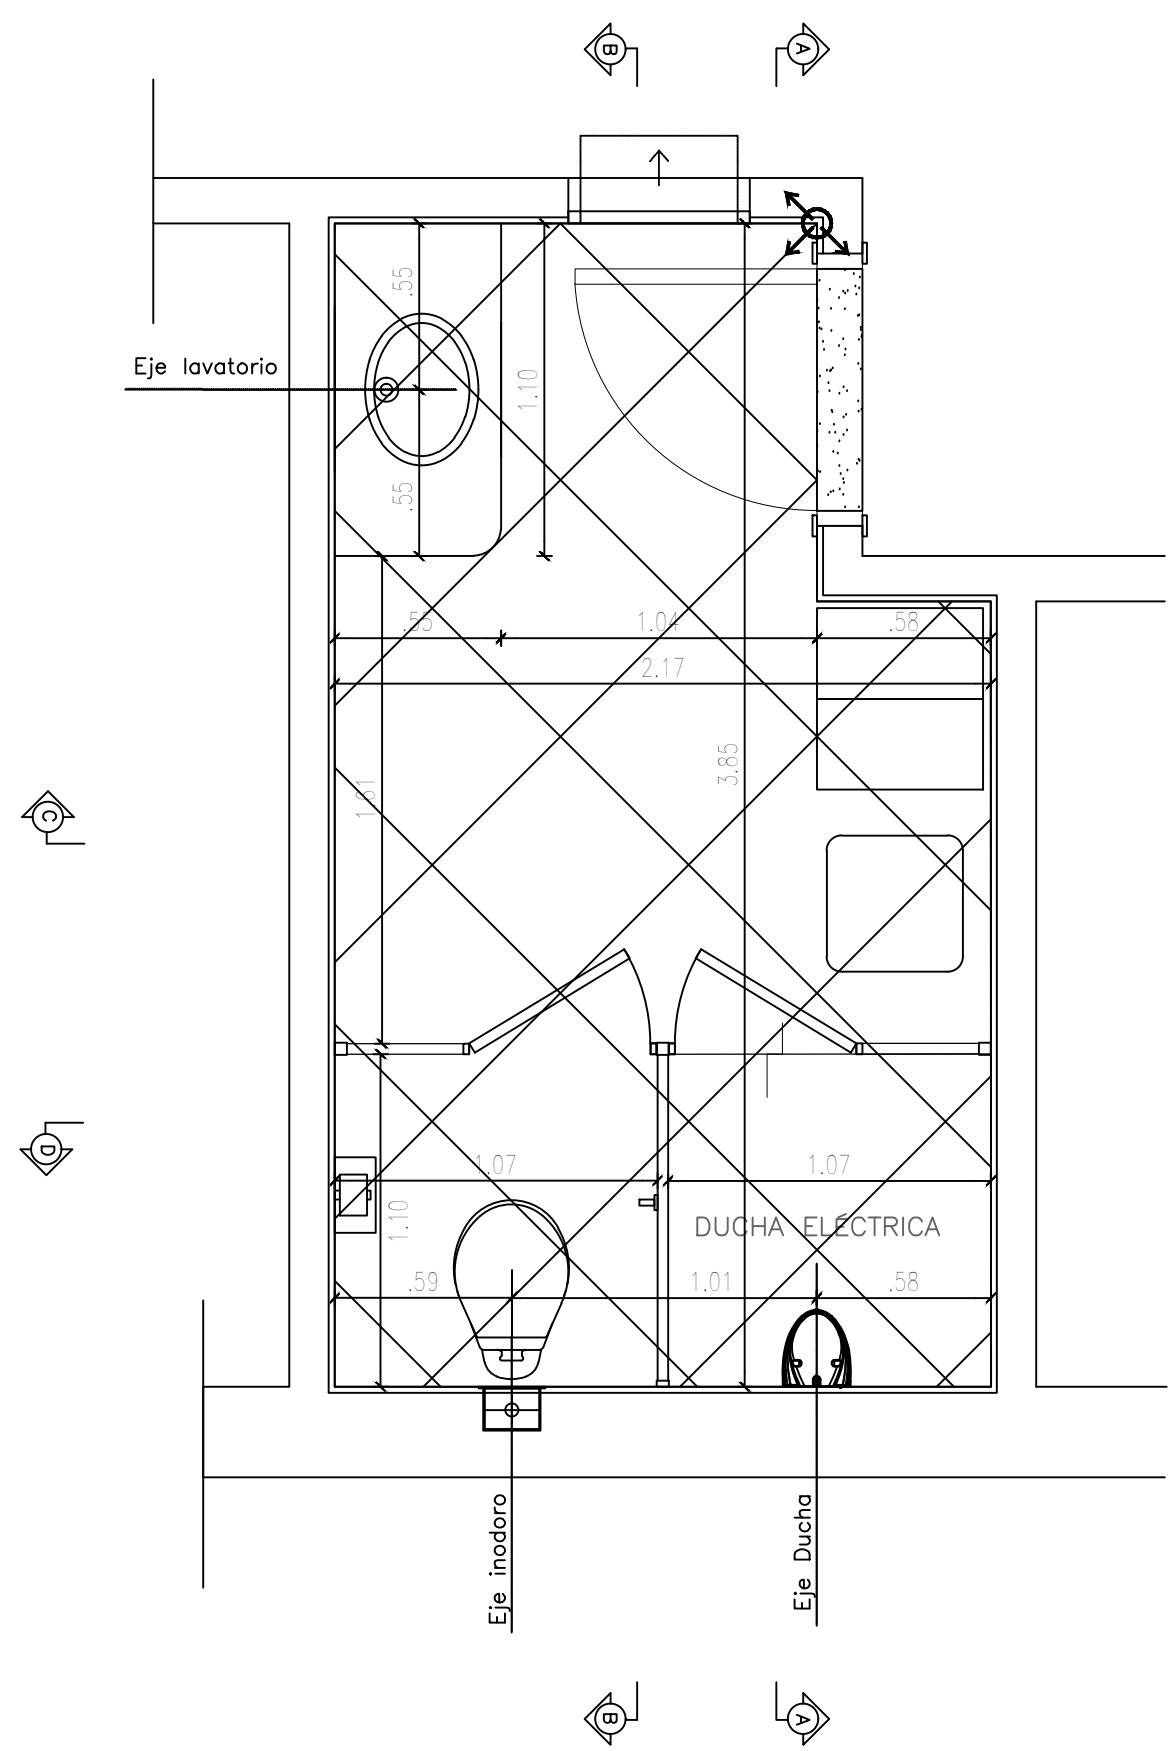 B
A
.55
Eje lavatorio
1.10
.55
.55
1.04
.58
2.17
3.85
1.61
C
D
1.07
1.07
1.10
DUCHA ELÉCTRICA
.59
1.01
.58
Eje inodoro
Eje Ducha
B
A